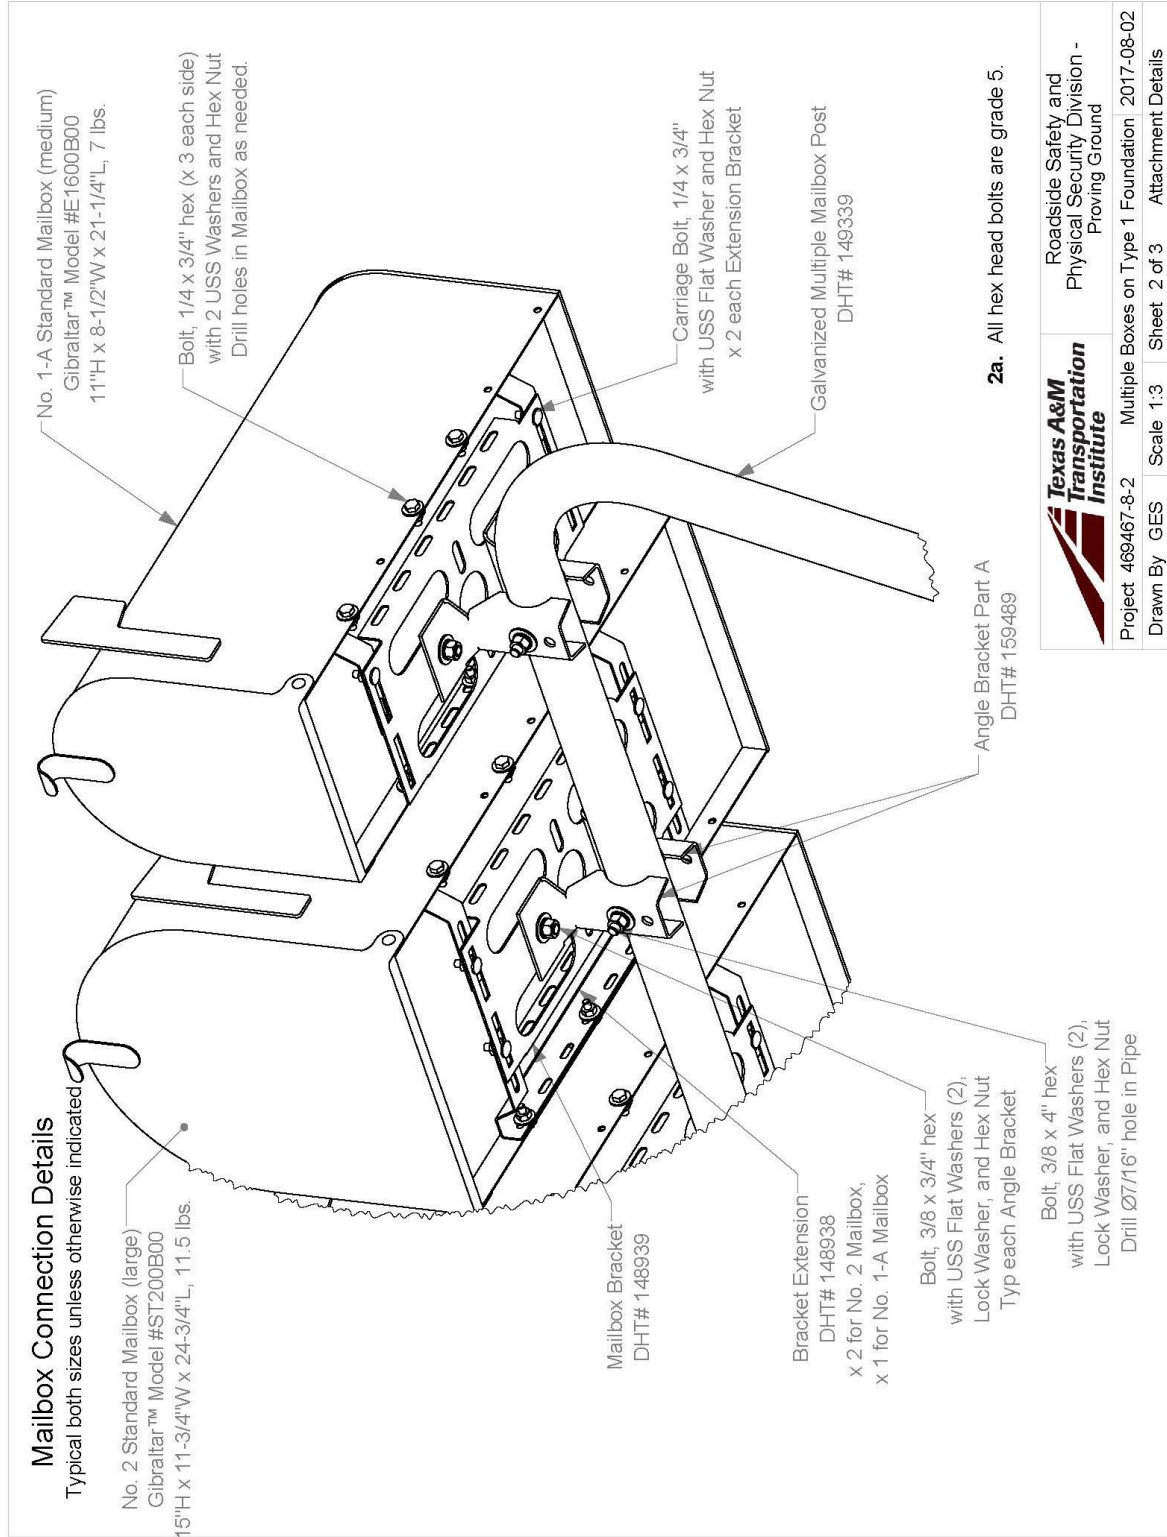 Mailbox Connection Details
Typical both sizes unless otherwise indicated
No. 2 Standard Mailbox (large)
Gibraltar™ Model #ST200B00
15"H x 11-3/4"W x 24-3/4"L, 11.5 lbs.
No. 1-A Standard Mailbox (medium)
Gibraltar™ Model #E1600B00
11"H x 8-1/2"W x 21-1/4"L, 7 lbs.
Bolt, 1/4 x 3/4" hex (x 3 each side)
with 2 USS Washers and Hex Nut
Drill holes in Mailbox as needed.
Carriage Bolt, 1/4 x 3/4"
with USS Flat Washer and Hex Nut
x 2 each Extension Bracket
Galvanized Multiple Mailbox Post
DHT# 149339
Mailbox Bracket
DHT# 148939
Bracket Extension
DHT# 148938
x 2 for No. 2 Mailbox,
x 1 for No. 1-A Mailbox
Bolt, 3/8 x 3/4" hex
with USS Flat Washers (2),
Lock Washer, and Hex Nut
Typ each Angle Bracket
Bolt, 3/8 x 4" hex
with USS Flat Washers (2),
Lock Washer, and Hex Nut
Drill Ø7/16" hole in Pipe
Angle Bracket Part A
DHT# 159489
2a. All hex head bolts are grade 5.
Texas A&M
Transportation
Institute
Roadside Safety and
Physical Security Division -
Proving Ground
Project 469467-8-2 Multiple Boxes on Type 1 Foundation 2017-08-02
Drawn By GES Scale 1:3 Sheet 2 of 3 Attachment Details